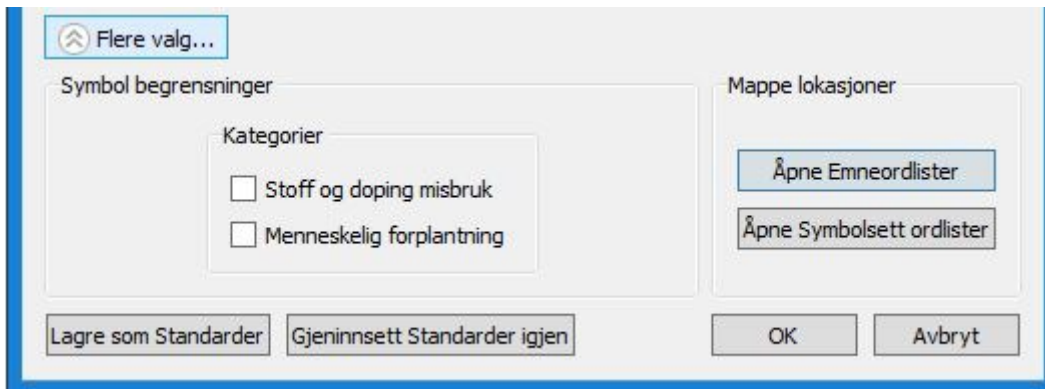 Flere valg...
Symbol begrensninger
Kategorier
Stoff og doping misbruk
Menneskelig forplantning
Mappe lokasjoner
Åpne Emneordlister
Åpne Symbolsett ordlister
Lagre som Standarder
Gjeninnsett Standarder igjen
OK
Avbryt